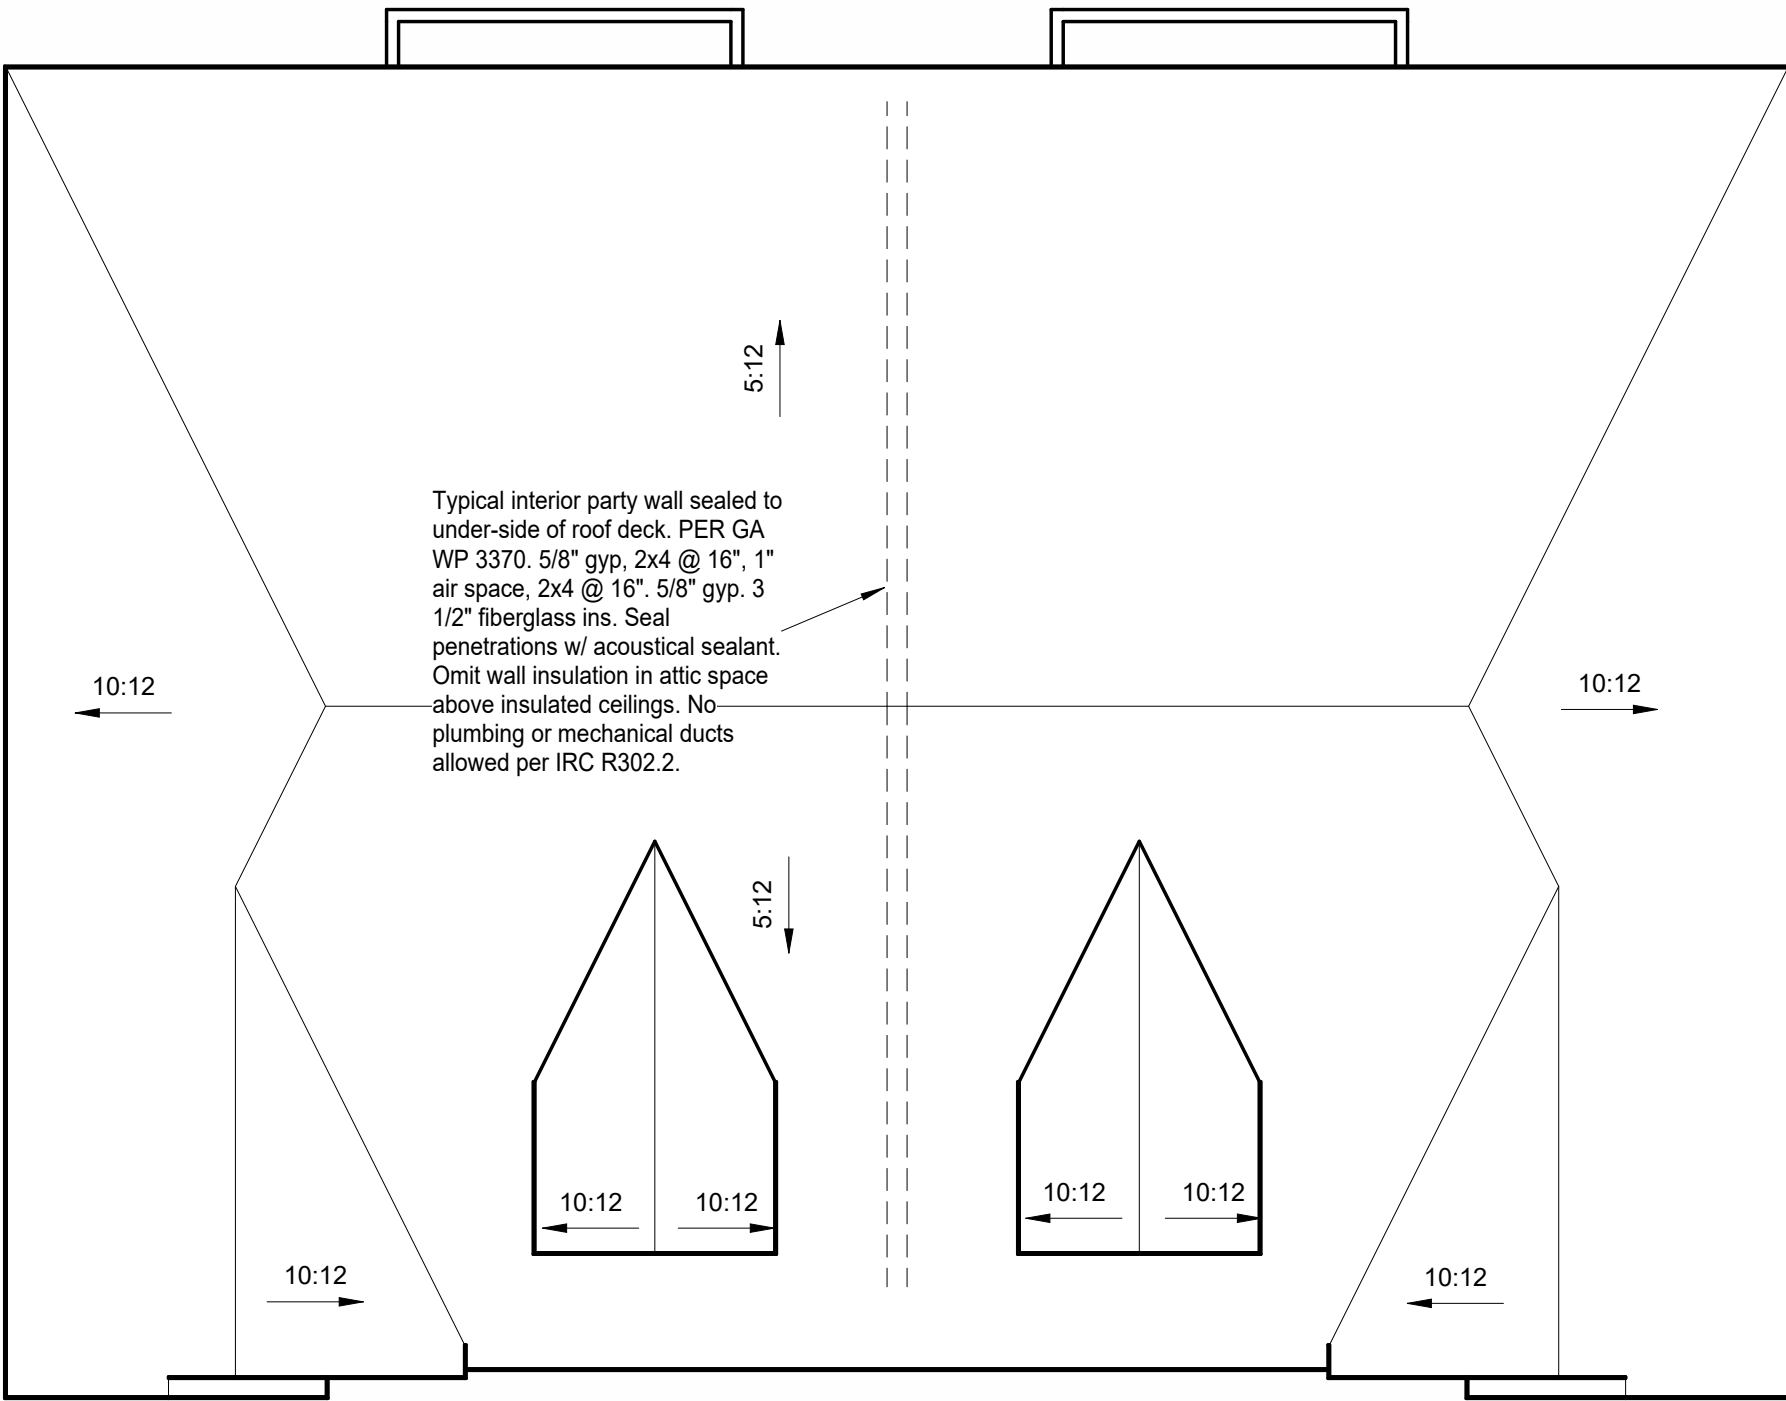 5:12
Typical interior party wall sealed to
under-side of roof deck. PER GA
WP 3370. 5/8" gyp, 2x4 @ 16", 1"
air space, 2x4 @ 16". 5/8" gyp. 3
1/2" fiberglass ins. Seal
penetrations w/ acoustical sealant.
Omit wall insulation in attic space
above insulated ceilings. No
plumbing or mechanical ducts
allowed per IRC R302.2.
10:12
10:12
5:12
10:12
10:12
10:12
10:12
10:12
10:12